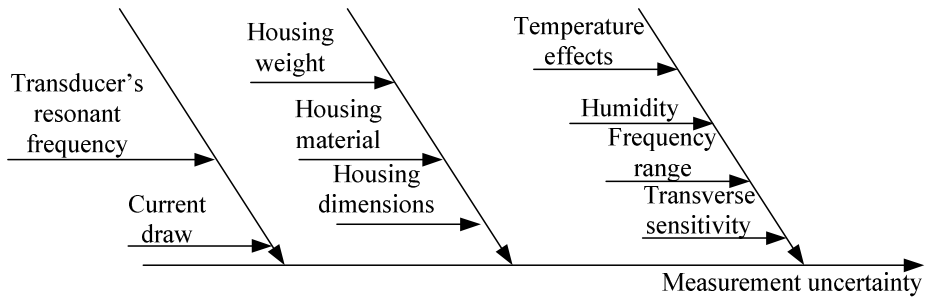 Transducer's
resonant
frequency
Current
draw
Housing
weight
Housing
material
Housing
dimensions
Temperature
effects
Humidity
Frequency
range
Transverse
sensitivity
Measurement uncertainty